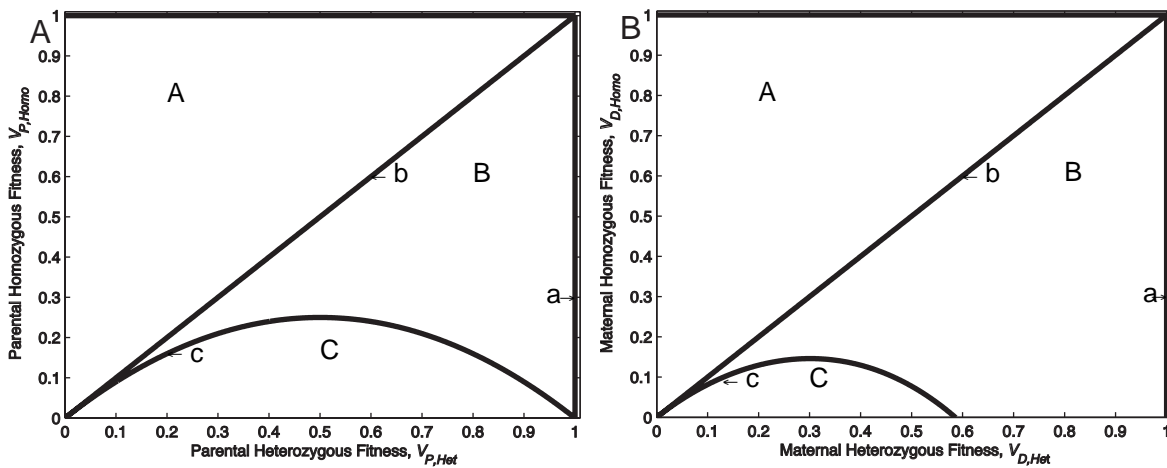 A
Parental Homozygous Fitness, V_P,Homo
1
0.9
0.8
0.7
0.6
0.5
0.4
0.3
0.2
0.1
0
A
b
B
a
c
C
0 0.1 0.2 0.3 0.4 0.5 0.6 0.7 0.8 0.9 1
Parental Heterozygous Fitness, V_P,Het
B
Maternal Homozygous Fitness, V_D,Homo
1
0.9
0.8
0.7
0.6
0.5
0.4
0.3
0.2
0.1
0
A
b
B
a
c
C
0 0.1 0.2 0.3 0.4 0.5 0.6 0.7 0.8 0.9 1
Maternal Heterozygous Fitness, V_D,Het